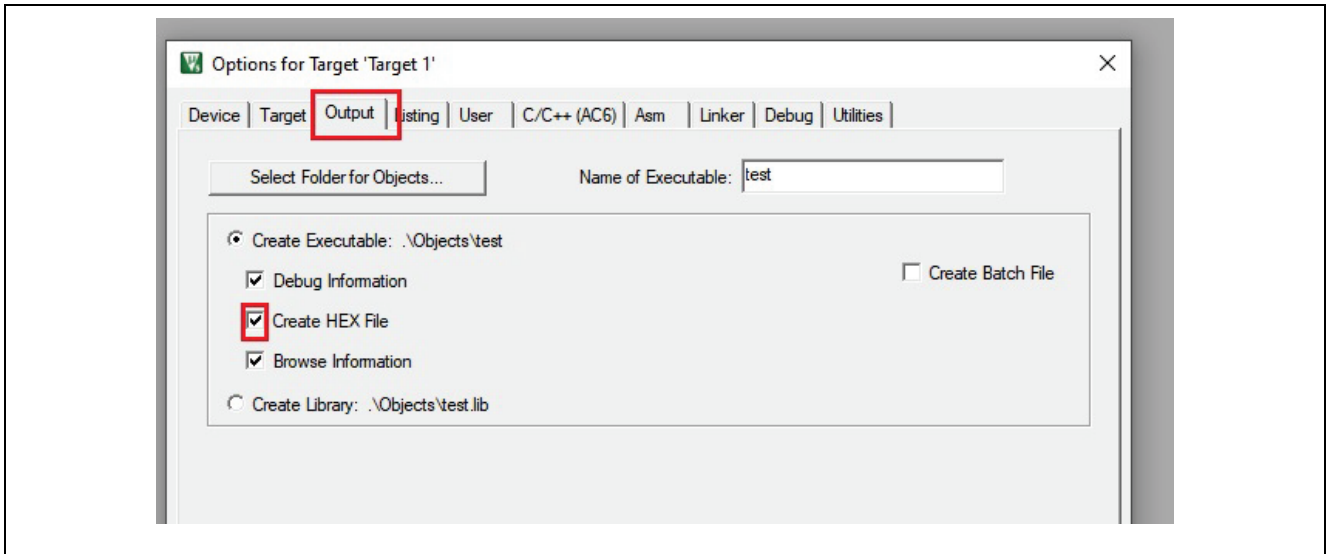 Options for Target 'Target 1'
Device Target Output Listing User C/C++ (AC6) Asm Linker Debug Utilities
Select Folder for Objects... Name of Executable: test
Create Executable: .\Objects\test
Debug Information Create Batch File
Create HEX File
Browse Information
Create Library: .\Objects\test.lib